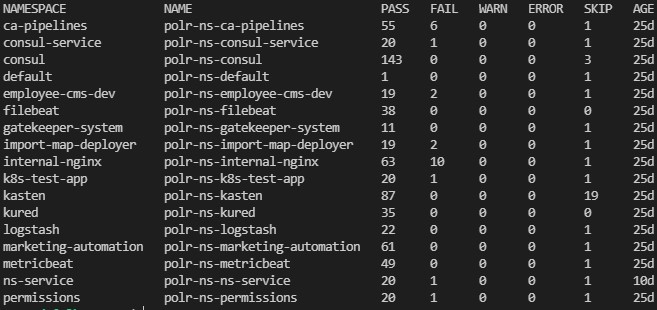 NAMESPACE NAME PASS FAIL WARN ERROR SKIP AGE
ca-pipelines polr-ns-ca-pipelines 55 6 0 0 1 25d
consul-service polr-ns-consul-service 20 1 0 0 1 25d
consul polr-ns-consul 143 0 0 0 3 25d
default polr-ns-default 1 0 0 0 1 25d
employee-cms-dev polr-ns-employee-cms-dev 19 2 0 0 1 25d
filebeat polr-ns-filebeat 38 0 0 0 0 25d
gatekeeper-system polr-ns-gatekeeper-system 11 0 0 0 1 25d
import-map-deployer polr-ns-import-map-deployer 19 2 0 0 1 25d
internal-nginx polr-ns-internal-nginx 63 10 0 0 1 25d
k8s-test-app polr-ns-k8s-test-app 20 1 0 0 1 25d
kasten polr-ns-kasten 87 0 0 0 19 25d
kured polr-ns-kured 35 0 0 0 0 25d
logstash polr-ns-logstash 22 0 0 0 1 25d
marketing-automation polr-ns-marketing-automation 61 0 0 0 1 25d
metricbeat polr-ns-metricbeat 49 0 0 0 1 25d
ns-service polr-ns-ns-service 20 1 0 0 1 10d
permissions polr-ns-permissions 20 1 0 0 1 25d